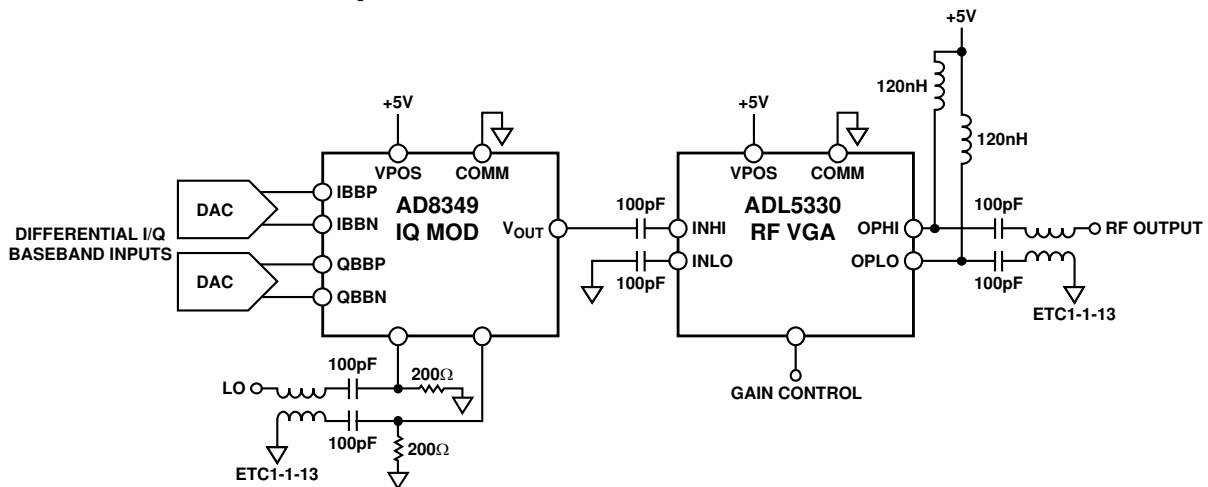 +5V
120nH
100pF
120nH
+5V
VPOS
COMM
+5V
VPOS
COMM
DAC
IBBP
IBBN
AD8349
IQ MOD
VOUT
100pF
INHI
INLO
100pF
ADL5330
RF VGA
OPHI
OPLO
RF OUTPUT
100pF
ETC1-1-13
DIFFERENTIAL I/Q
BASEBAND INPUTS
DAC
QBBP
QBBN
LO
100pF
200Ω
100pF
200Ω
ETC1-1-13
GAIN CONTROL